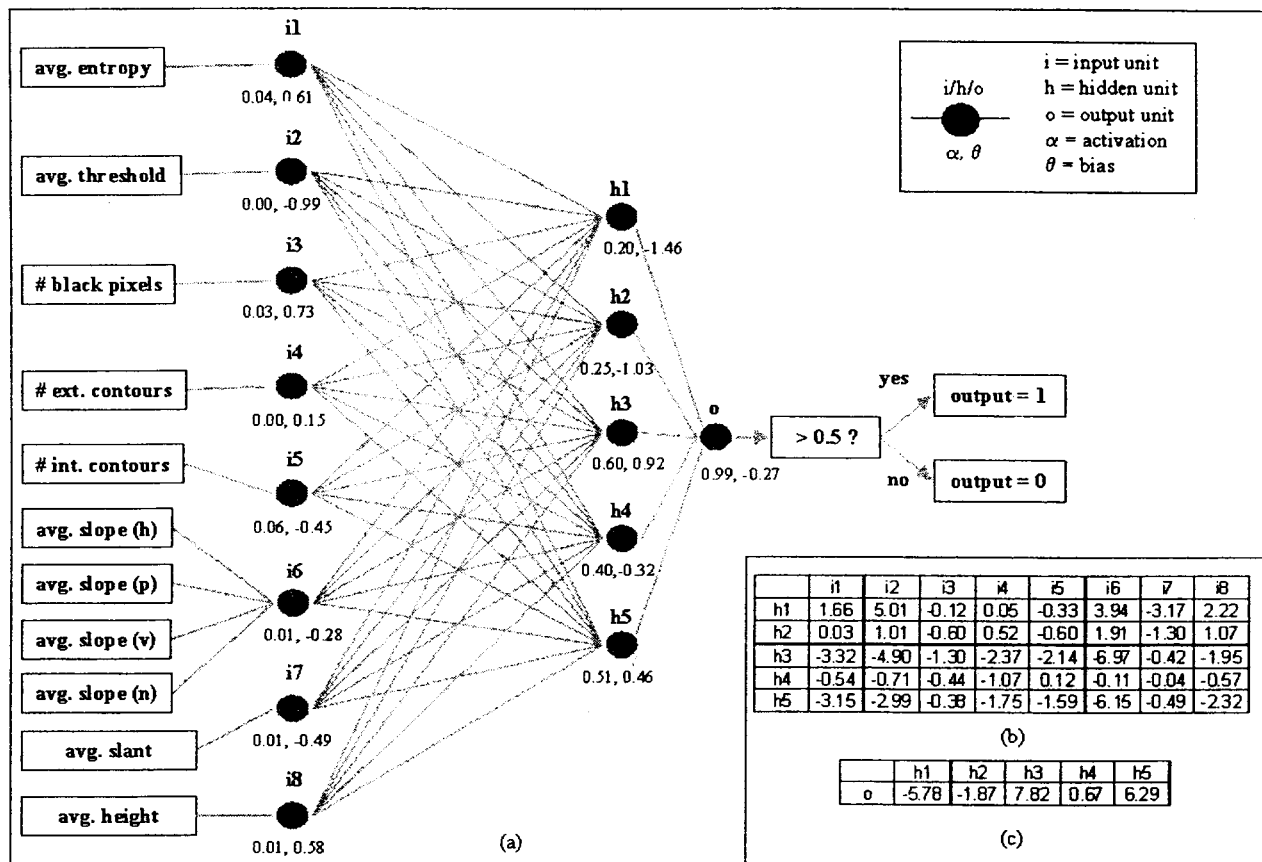 i1
avg. entropy
0.04, 0.61
i2
avg. threshold
0.00, -0.99
i3
# black pixels
0.03, 0.73
i4
# ext. contours
0.00, 0.15
# int. contours
i5
0.06, -0.45
avg. slope (h)
avg. slope (p)
i6
avg. slope (v)
0.01, -0.28
avg. slope (n)
i7
avg. slant
0.01, -0.49
i8
avg. height
0.01, 0.58
h1
0.20, -1.46
h2
0.25,-1.03
h3
0.60, 0.92
h4
0.40,-0.32
h5
0.51, 0.46
o
0.99, -0.27
> 0.5 ?
yes
output = 1
no
output = 0
(a)
i/h/o
α, θ
i = input unit
h = hidden unit
o = output unit
α = activation
θ = bias
i1 i2 i3 i4 i5 i6 i7 i8
h1 1.66 5.01 -0.12 0.05 -0.33 3.94 -3.17 2.22
h2 0.03 1.01 -0.60 0.52 -0.60 1.91 -1.30 1.07
h3 -3.32 -4.90 -1.30 -2.37 -2.14 -6.97 -0.42 -1.95
h4 -0.54 -0.71 -0.44 -1.07 0.12 -0.11 -0.04 -0.57
h5 -3.15 -2.99 -0.38 -1.75 -1.59 -6.15 -0.49 -2.32
(b)
h1 h2 h3 h4 h5
o -5.78 -1.87 7.82 0.67 6.29
(c)